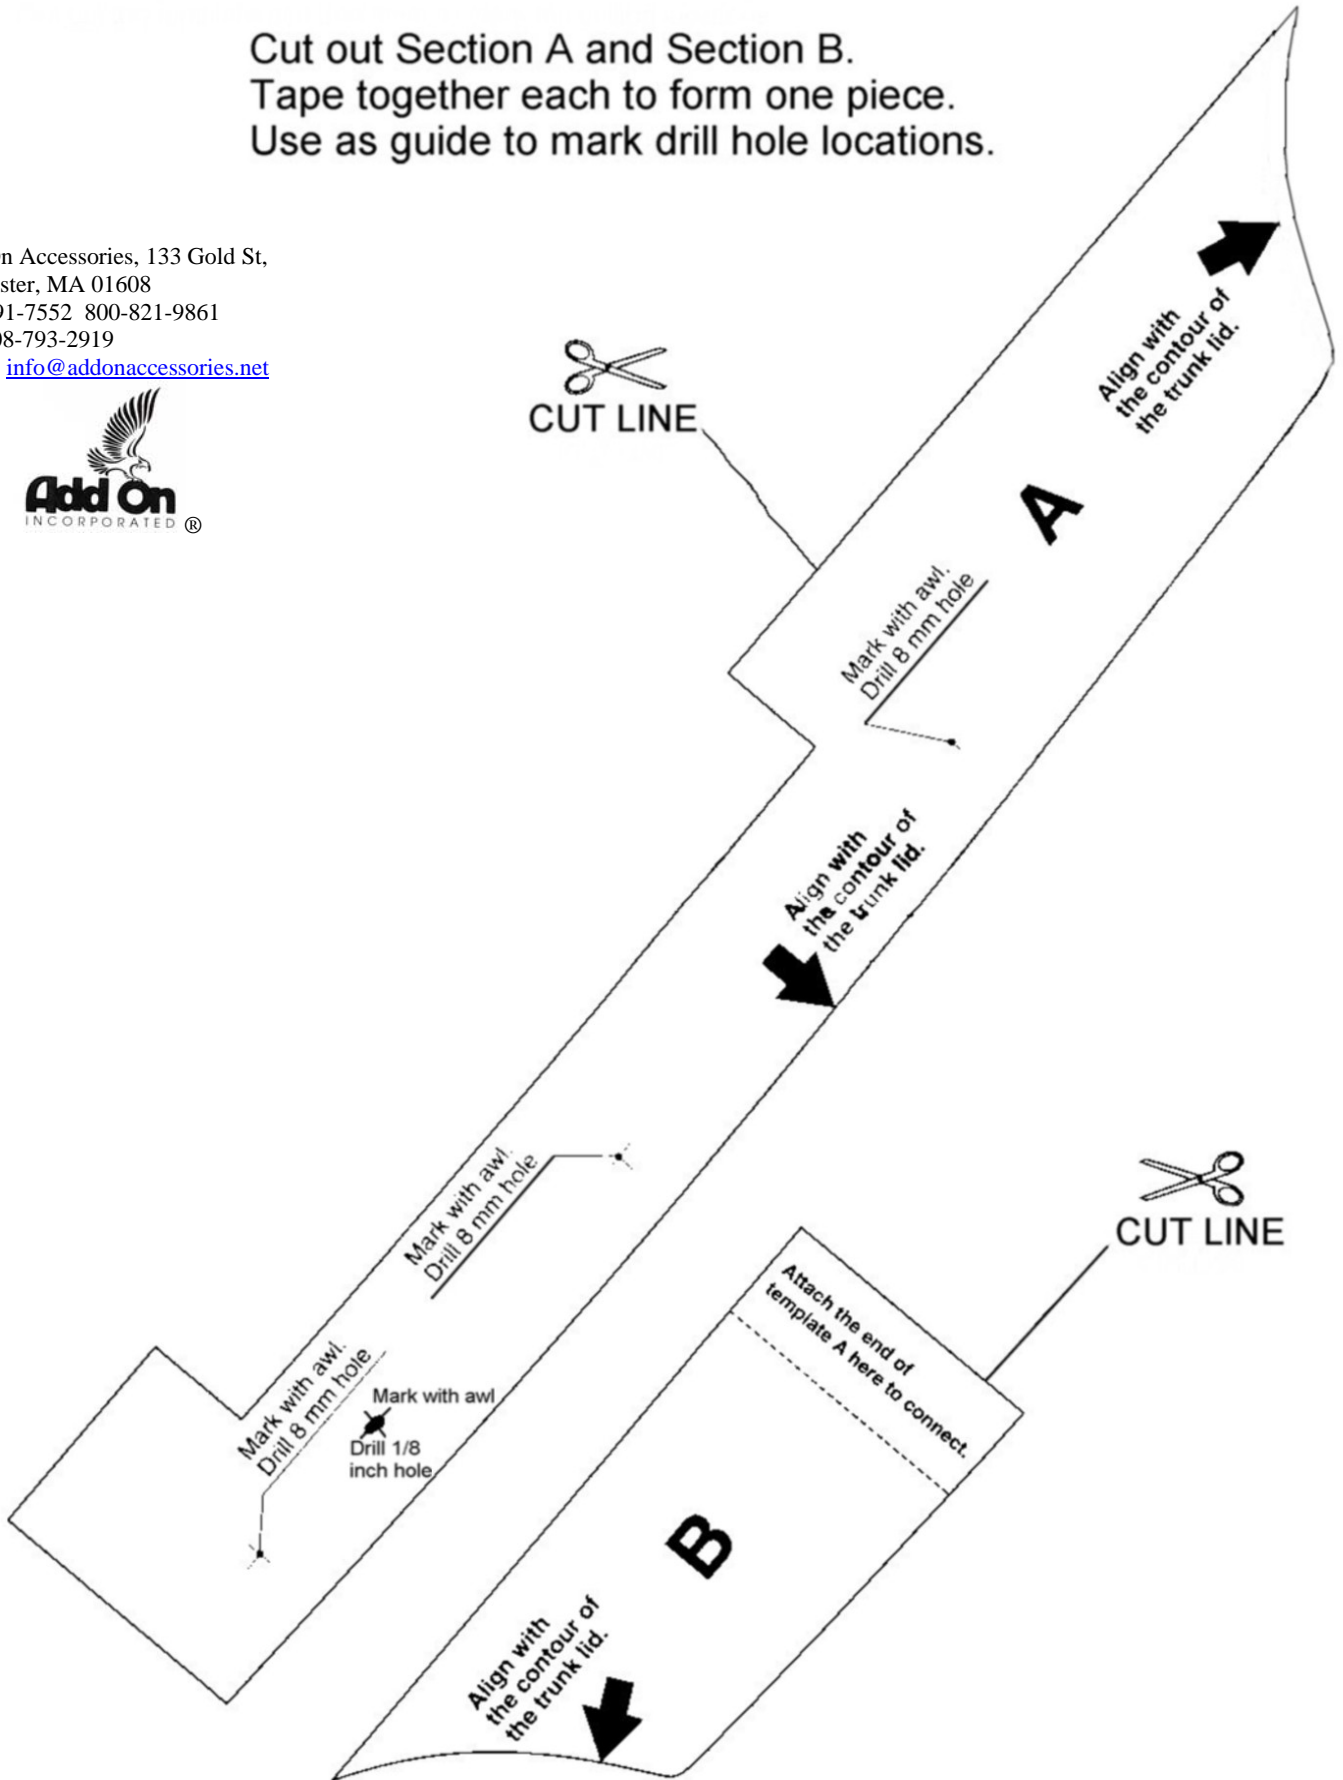 Cut out Section A and Section B.
Tape together each to form one piece.
Use as guide to mark drill hole locations.
n Accessories, 133 Gold St,
ster, MA 01608
91-7552 800-821-9861
08-793-2919
info@addonaccessories.net
Add On
INCORPORATED ®
CUT LINE
Align with
the contour of
the trunk lid.
A
Mark with awl.
Drill 8 mm hole
Align with
the contour of
the trunk lid.
Mark with awl.
Drill 8 mm hole
CUT LINE
Attach the end of
template A here to connect.
Mark with awl.
Drill 8 mm hole
Mark with awl
Drill 1/8
inch hole
B
Align with
the contour of
the trunk lid.